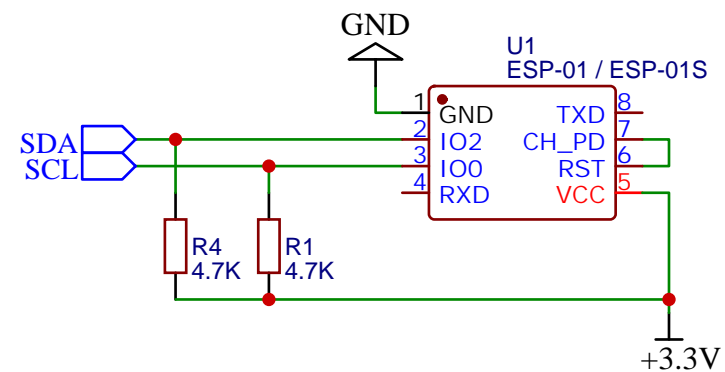 GND
U1
ESP-01 / ESP-01S
1 GND TXD 8
SDA 2 IO2 CH_PD 7
SCL 3 IO0 RST 6
4 RXD VCC 5
R4 R1
4.7K 4.7K
+3.3V